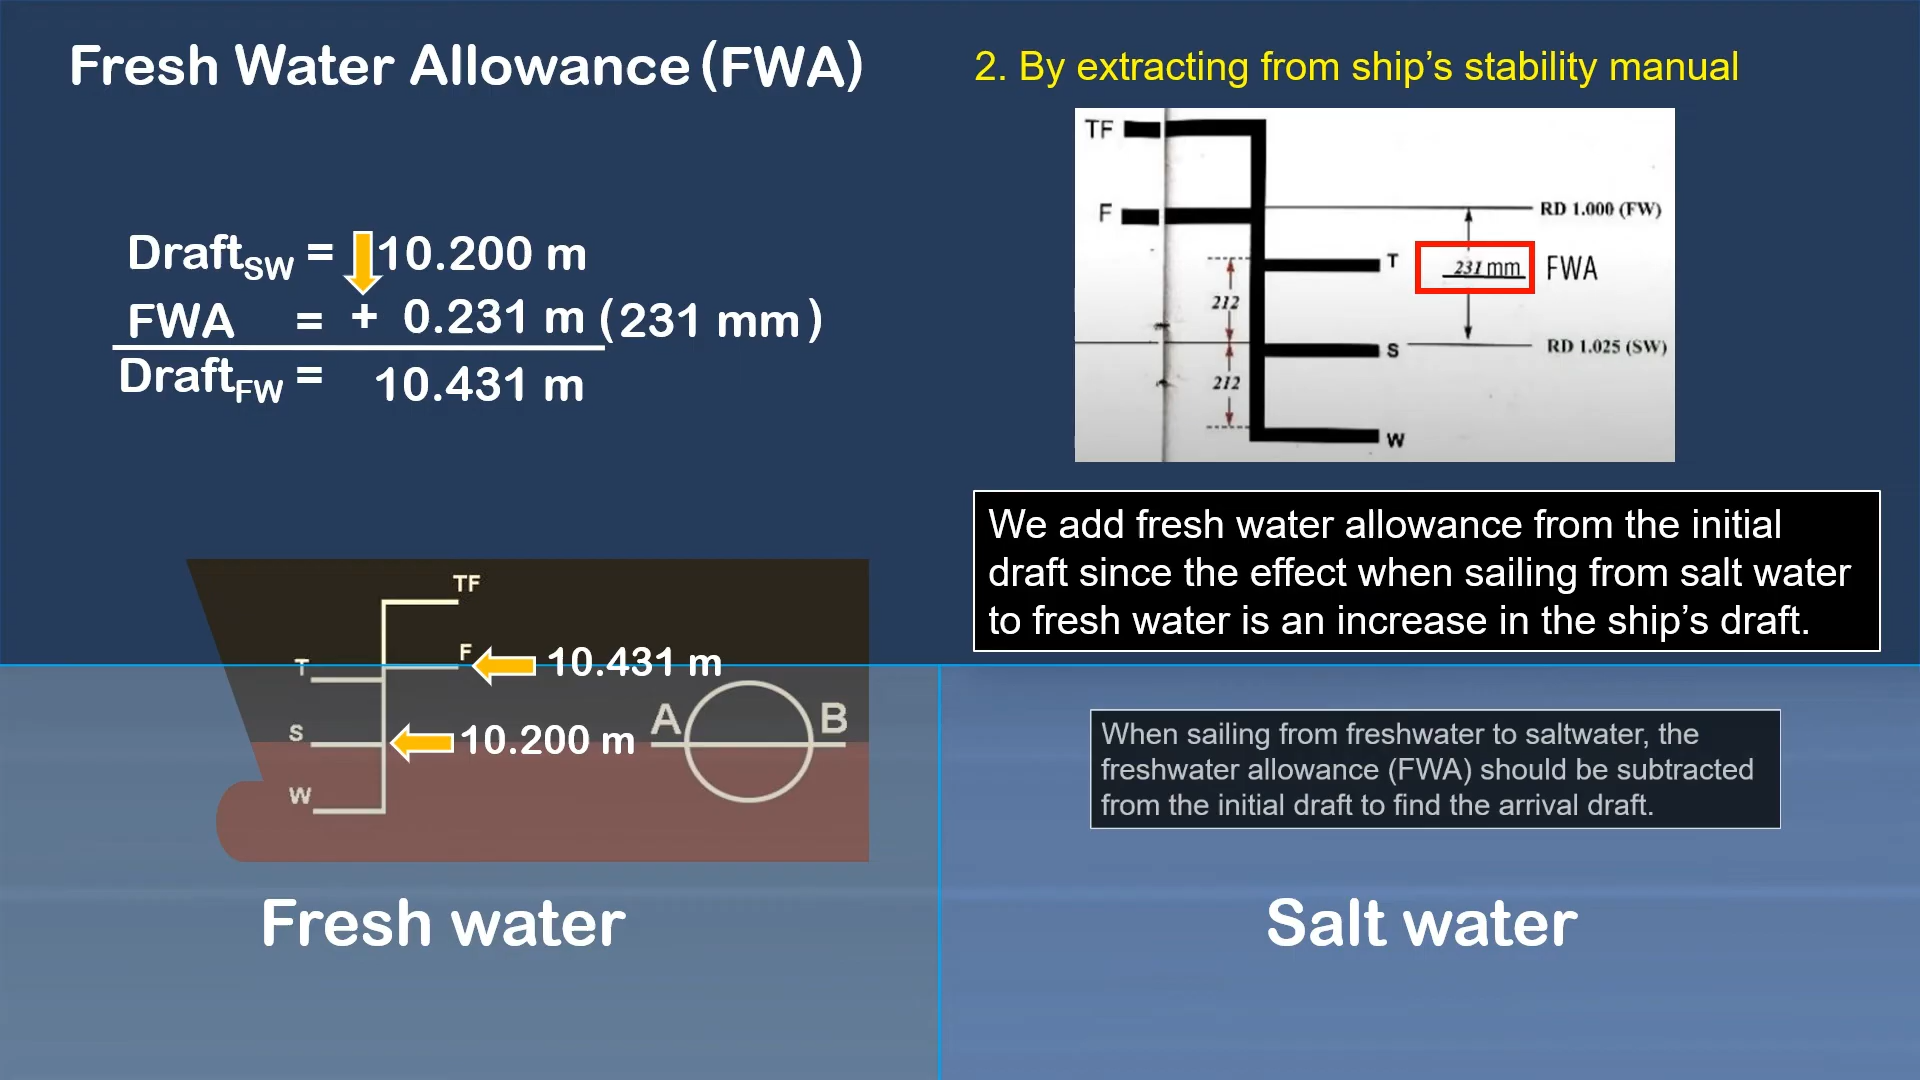 Fresh Water Allowance (FWA)
2. By extracting from ship's stability manual
TF
F
RD 1.000 (FW)
T
231 mm
FWA
212
S
RD 1.025 (SW)
212
W
DraftSW = 10.200 m
FWA = + 0.231 m (231 mm)
DraftFW = 10.431 m
We add fresh water allowance from the initial
draft since the effect when sailing from salt water
to fresh water is an increase in the ship's draft.
TF
F
10.431 m
T
S
10.200 m
A
B
W
When sailing from freshwater to saltwater, the
freshwater allowance (FWA) should be subtracted
from the initial draft to find the arrival draft.
Fresh water
Salt water